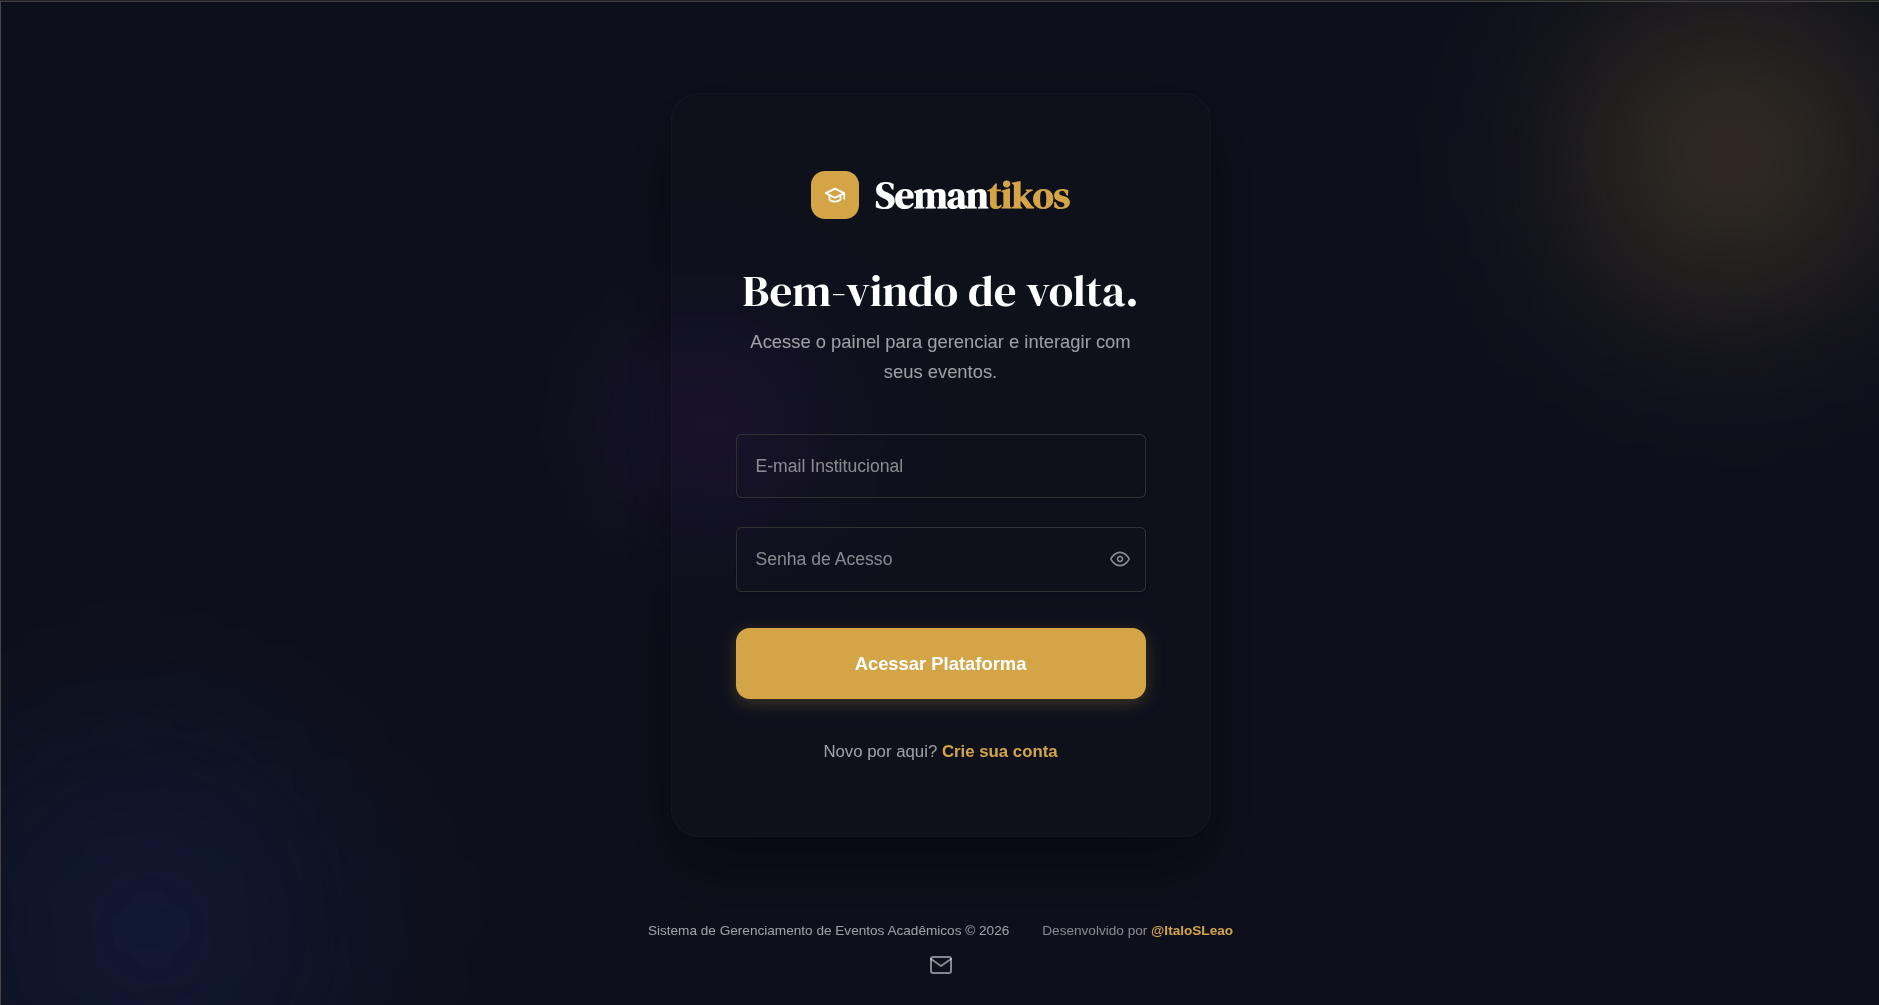 Semantikos
Bem-vindo de volta.
Acesse o painel para gerenciar e interagir com
seus eventos.
E-mail Institucional
Senha de Acesso
Acessar Plataforma
Novo por aqui? Crie sua conta
Sistema de Gerenciamento de Eventos Acadêmicos © 2026 Desenvolvido por @ItaloSLeao